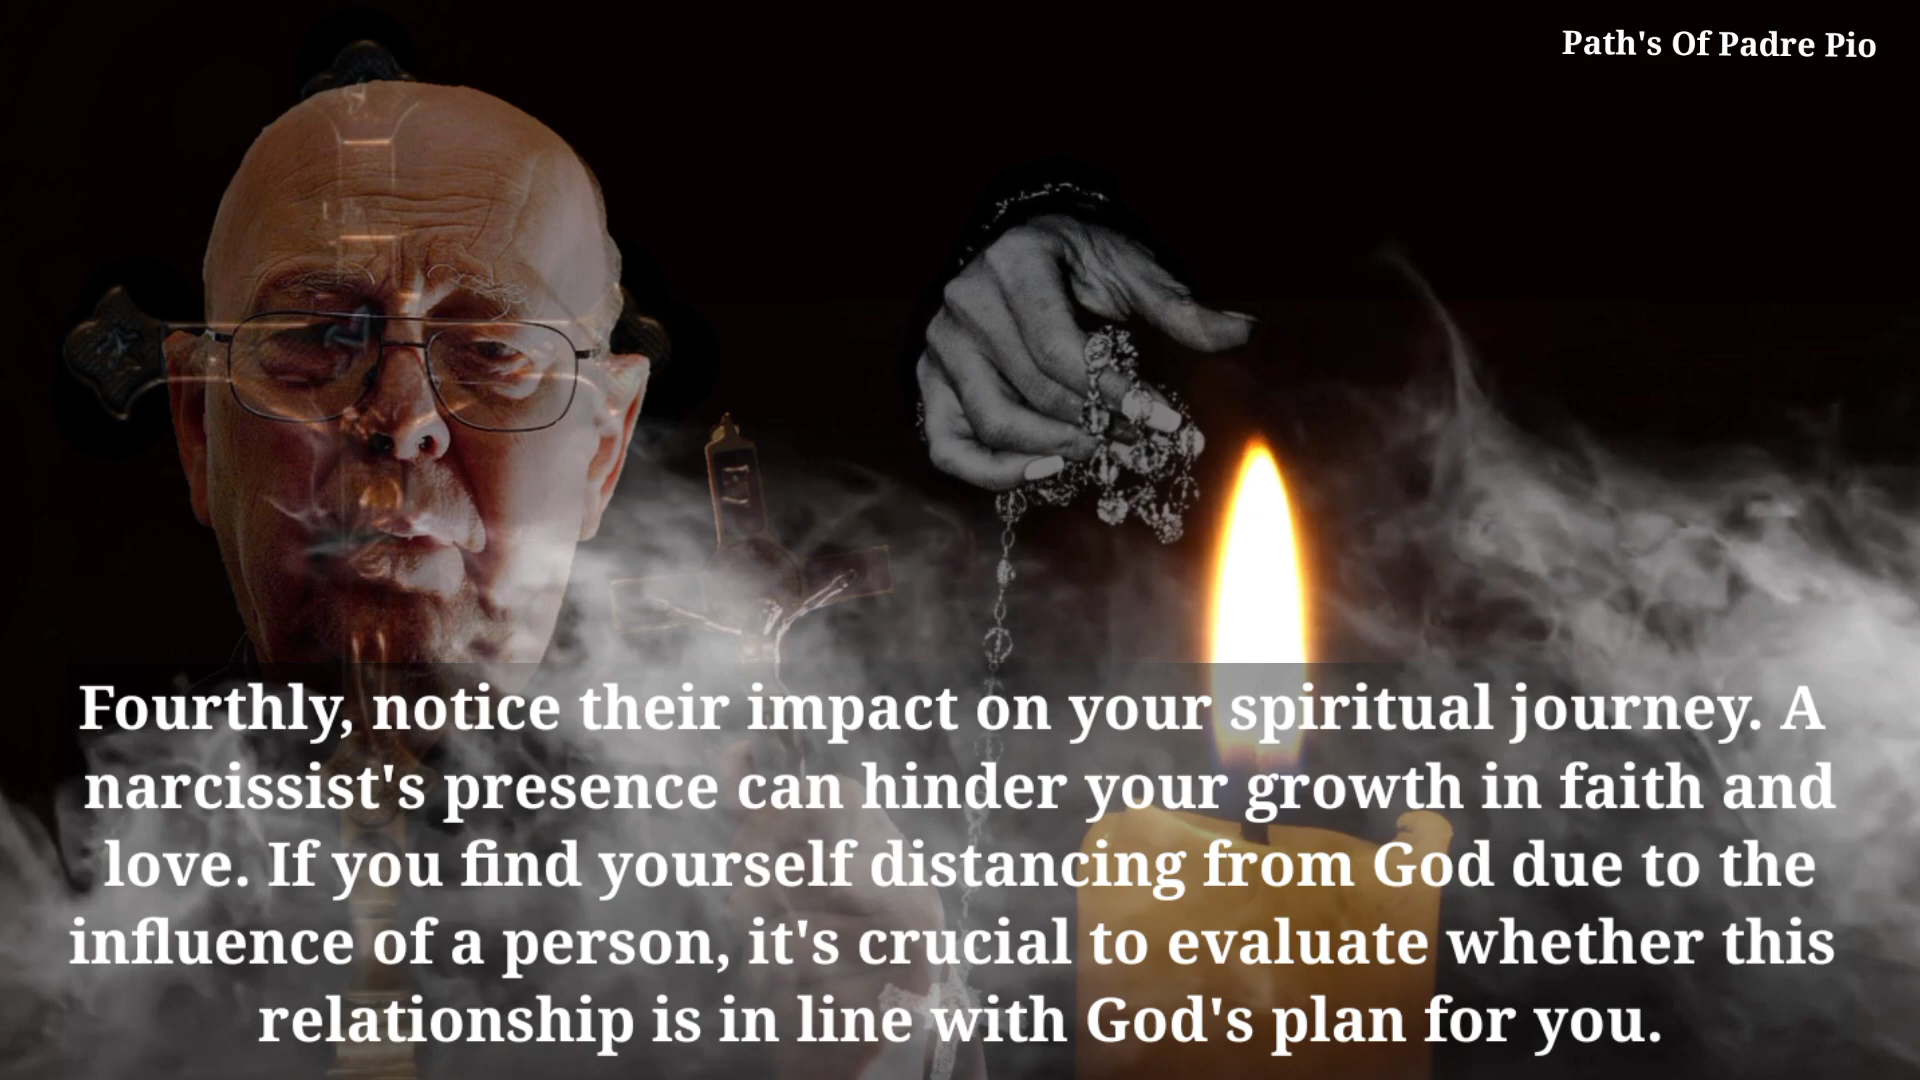 Path's Of Padre Pio
Fourthly, notice their impact on your spiritual journey. A
narcissist's presence can hinder your growth in faith and
love. If you find yourself distancing from God due to the
influence of a person, it's crucial to evaluate whether this
relationship is in line with God's plan for you.